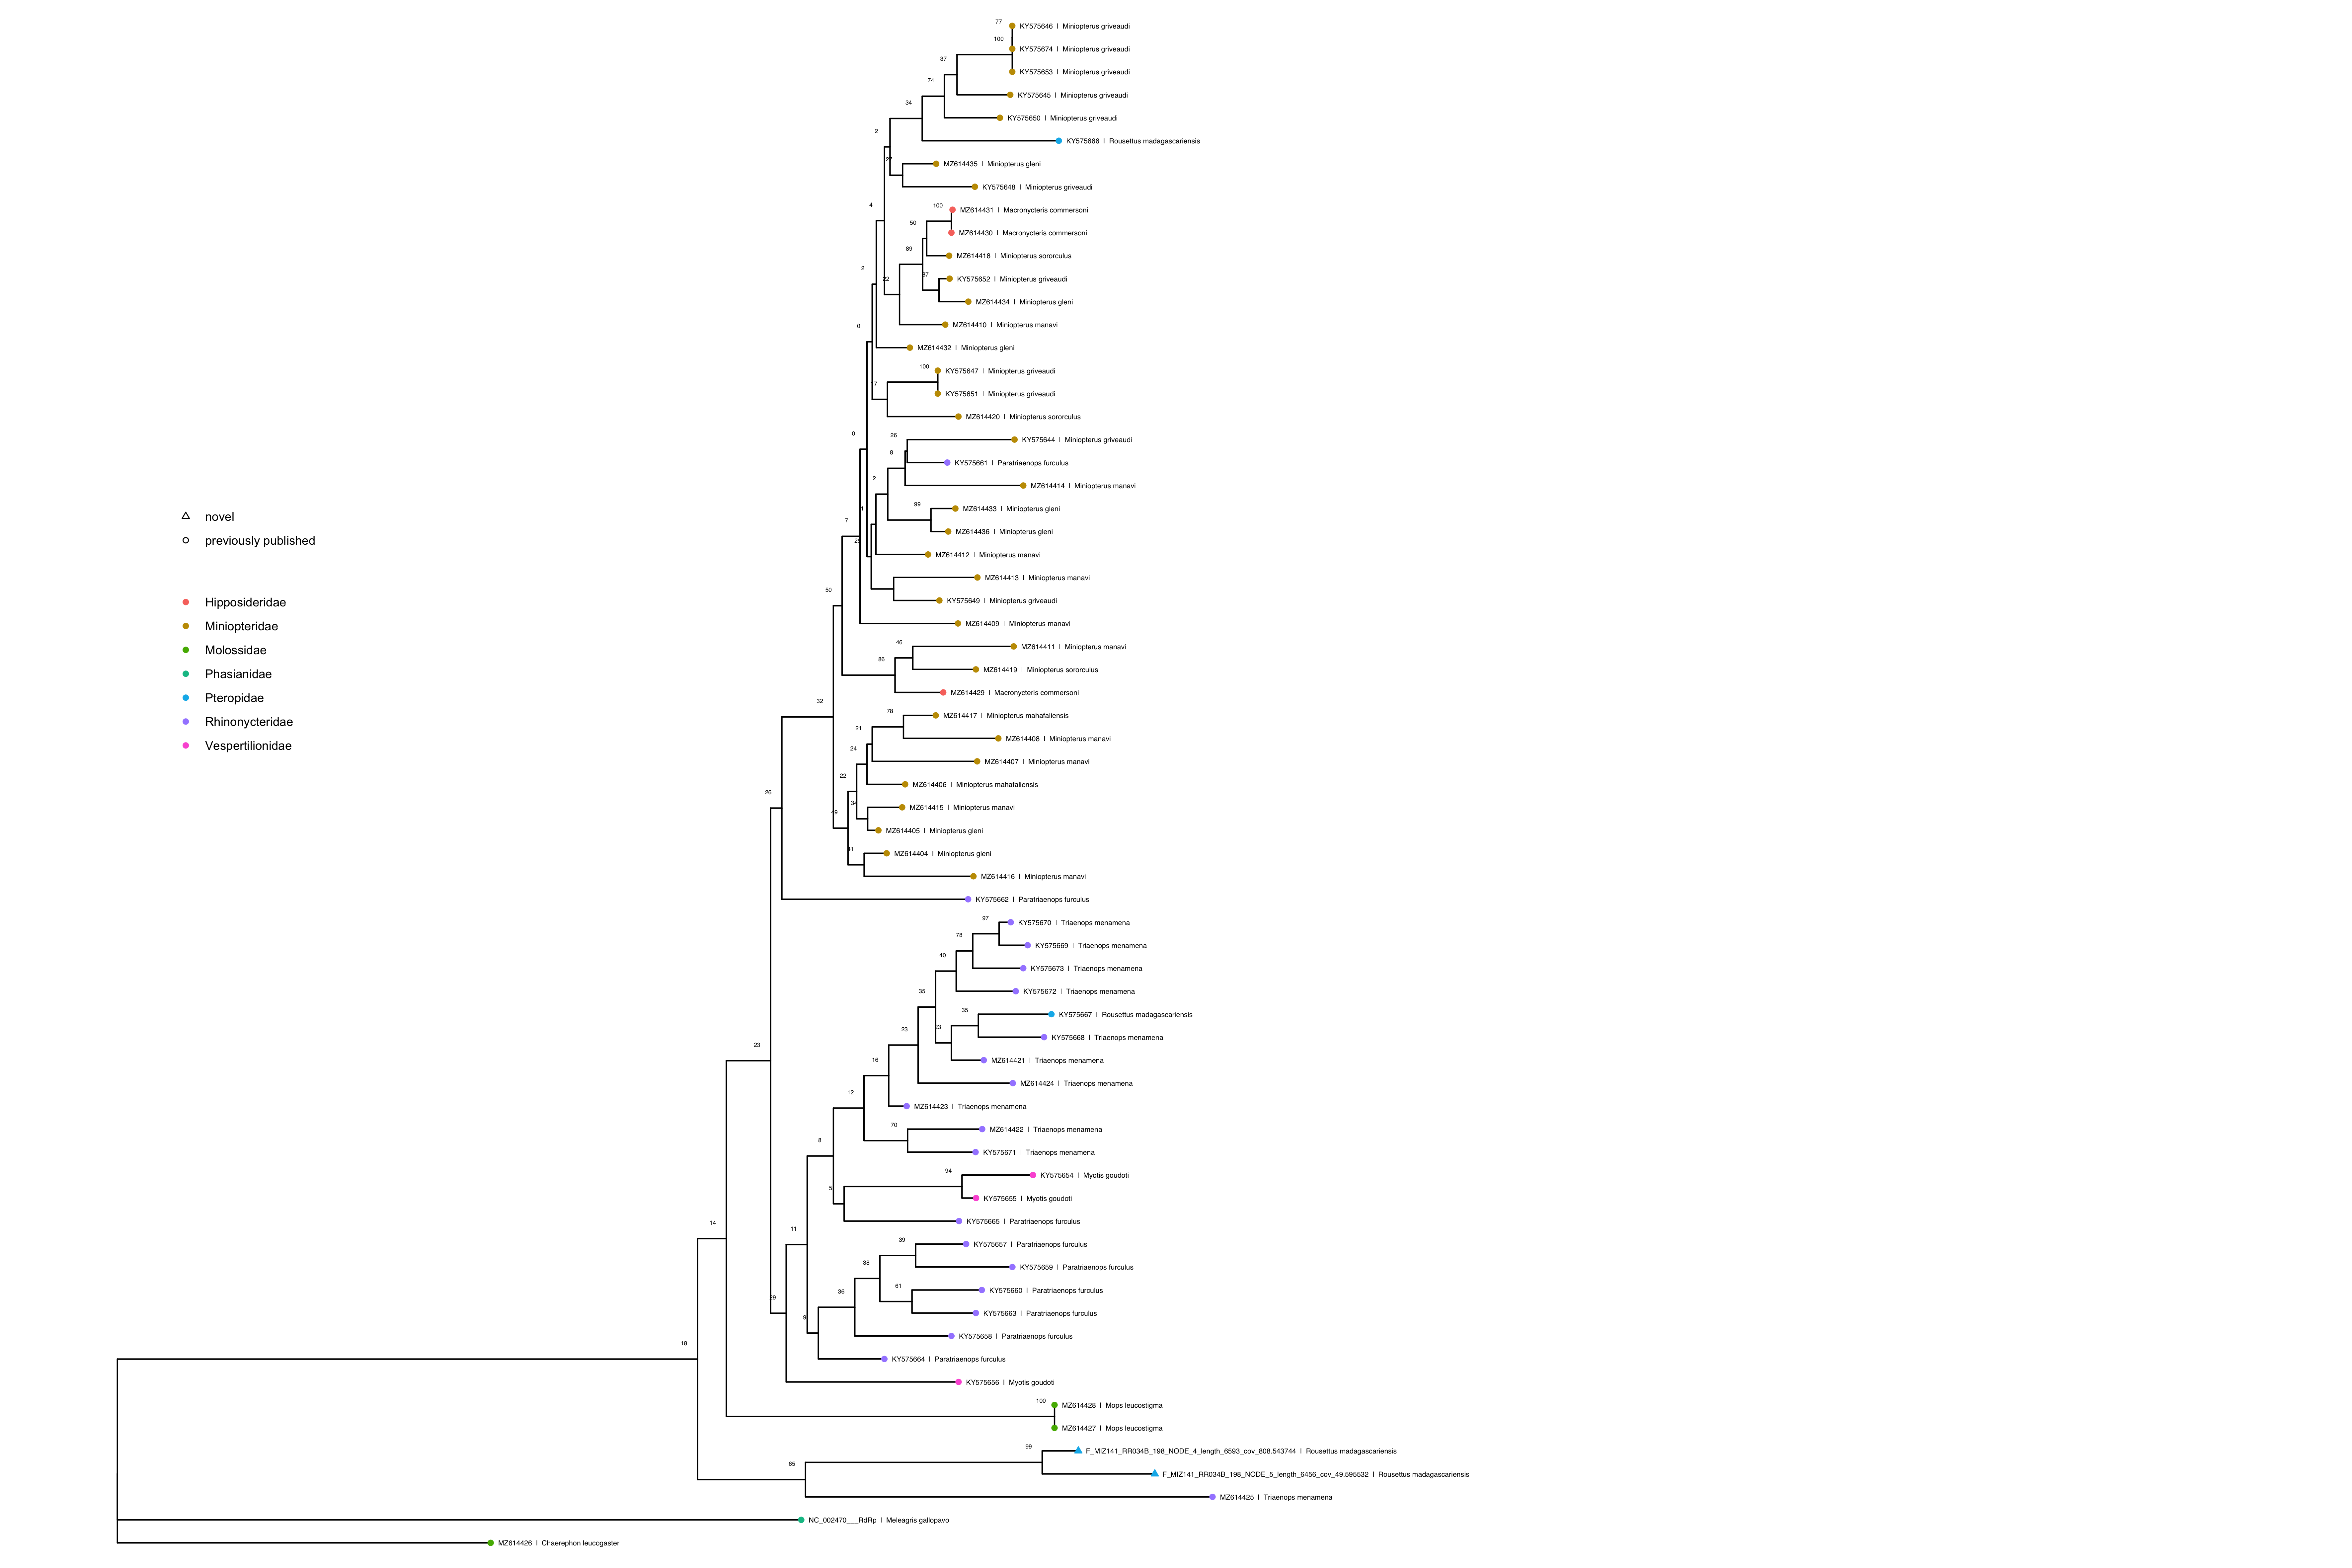 77
KY575646 | Miniopterus griveaudi
100
KY575674 | Miniopterus griveaudi
37
KY575653 | Miniopterus griveaudi
74
KY575645 | Miniopterus griveaudi
34
KY575650 | Miniopterus griveaudi
2
KY575666 | Rousettus madagascariensis
27
MZ614435 | Miniopterus gleni
KY575648 | Miniopterus griveaudi
4
100
MZ614431 | Macronycteris commersoni
50
MZ614430 | Macronycteris commersoni
89
MZ614418 | Miniopterus sororculus
2
37
22
KY575652 | Miniopterus griveaudi
MZ614434 | Miniopterus gleni
0
MZ614410 | Miniopterus manavi
MZ614432 | Miniopterus gleni
100
KY575647 | Miniopterus griveaudi
7
KY575651 | Miniopterus griveaudi
MZ614420 | Miniopterus sororculus
0
26
KY575644 | Miniopterus griveaudi
8
KY575661 | Paratriaenops furculus
2
MZ614414 | Miniopterus manavi
99
1
MZ614433 | Miniopterus gleni
7
MZ614436 | Miniopterus gleni
MZ614412 | Miniopterus manavi
MZ614413 | Miniopterus manavi
50
KY575649 | Miniopterus griveaudi
MZ614409 | Miniopterus manavi
46
MZ614411 | Miniopterus manavi
86
MZ614419 | Miniopterus sororculus
MZ614429 | Macronycteris commersoni
32
78
MZ614417 | Miniopterus mahafaliensis
21
MZ614408 | Miniopterus manavi
24
MZ614407 | Miniopterus manavi
22
MZ614406 | Miniopterus mahafaliensis
26
MZ614415 | Miniopterus manavi
MZ614405 | Miniopterus gleni
MZ614404 | Miniopterus gleni
MZ614416 | Miniopterus manavi
KY575662 | Paratriaenops furculus
97
KY575670 | Triaenops menamena
78
KY575669 | Triaenops menamena
40
KY575673 | Triaenops menamena
35
KY575672 | Triaenops menamena
35
KY575667 | Rousettus madagascariensis
23
KY575668 | Triaenops menamena
23
MZ614421 | Triaenops menamena
16
MZ614424 | Triaenops menamena
12
MZ614423 | Triaenops menamena
70
MZ614422 | Triaenops menamena
8
KY575671 | Triaenops menamena
94
KY575654 | Myotis goudoti
5
KY575655 | Myotis goudoti
14
11
KY575665 | Paratriaenops furculus
39
KY575657 | Paratriaenops furculus
38
KY575659 | Paratriaenops furculus
36
61
KY575660 | Paratriaenops furculus
9
KY575663 | Paratriaenops furculus
KY575658 | Paratriaenops furculus
18
KY575664 | Paratriaenops furculus
KY575656 | Myotis goudoti
100
MZ614428 | Mops leucostigma
MZ614427 | Mops leucostigma
99
F_MIZ141_RR034B_198_NODE_4_length_6593_cov_808.543744 | Rousettus madagascariensis
65
F_MIZ141_RR034B_198_NODE_5_length_6456_cov_49.595532 | Rousettus madagascariensis
MZ614425 | Triaenops menamena
NC_002470___RdRp | Meleagris gallopavo
MZ614426 | Chaerephon leucogaster
novel
previously published
Hipposideridae
Miniopteridae
Molossidae
Phasianidae
Pteropidae
Rhinonycteridae
Vespertilionidae